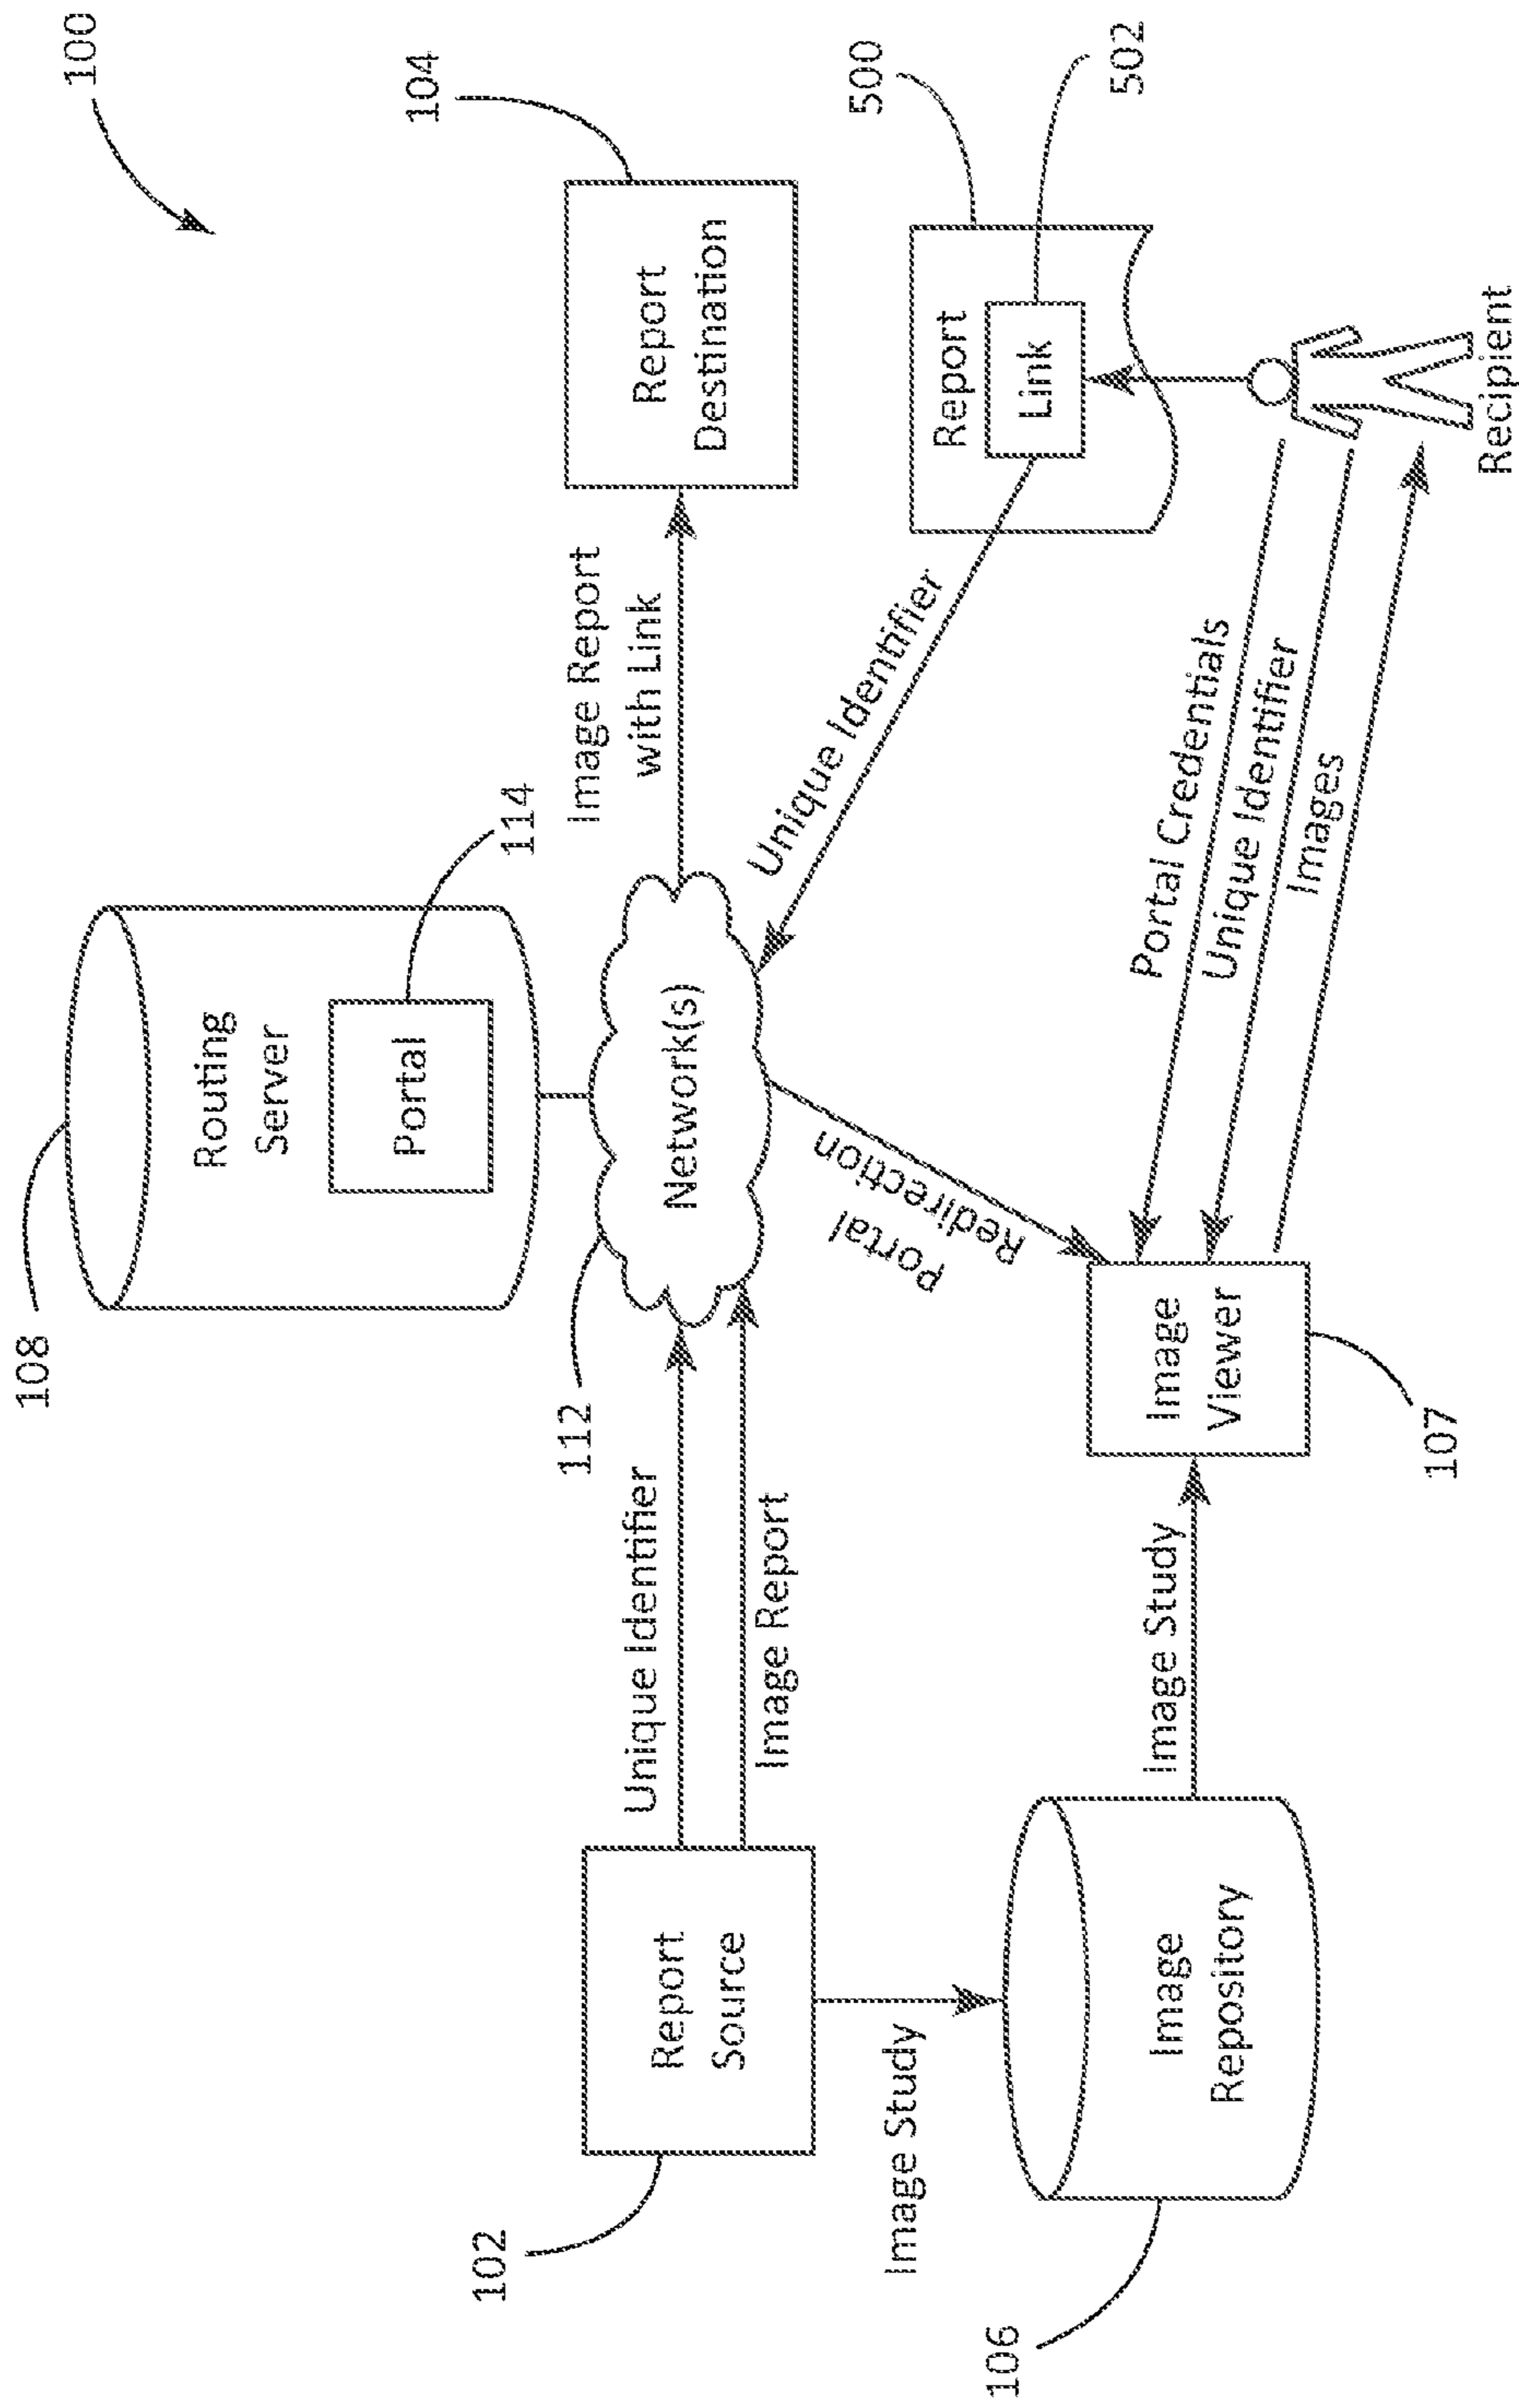 100
108
Routing
Server
Portal
114
104
Report
Destination
Image Report
with Link
112
Network(s)
Unique Identifier
Image Report
102
Report
Source
Unique Identifier
500
Report
Link
502
Portal
Redirection
Image Study
106
Image
Repository
Image Study
Image
Viewer
107
Portal Credentials
Unique Identifier
Images
Recipient